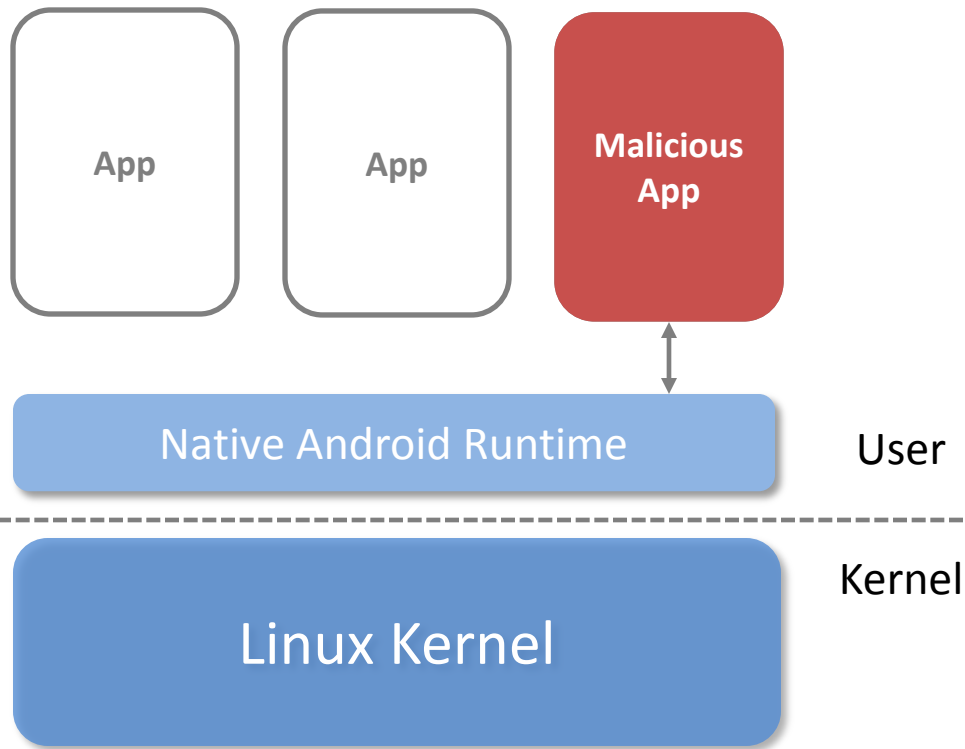 App
App
Malicious
App
Native Android Runtime
User
Kernel
Linux Kernel